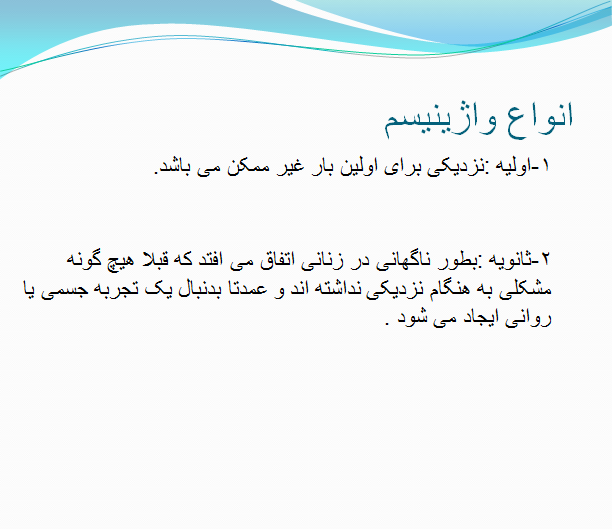 انواع واژینیسم
۱-اولیه :نزدیکی برای اولین بار غیر ممکن می باشد.
۲-ثانویه :بطور ناگهانی در زنانی اتفاق می افتد که قبلا هیچ گونه
مشکلی به هنگام نزدیکی نداشته اند و عمدتا بدنبال یک تجربه جسمی یا
روانی ایجاد می شود .